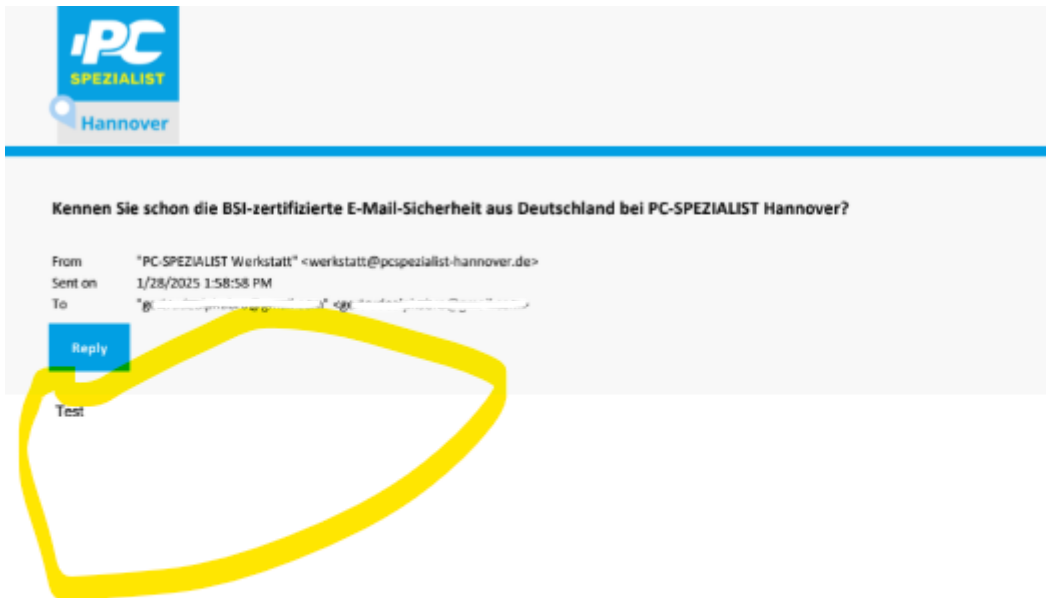 PC
SPEZIALIST
Hannover
Kennen Sie schon die BSI-zertifizierte E-Mail-Sicherheit aus Deutschland bei PC-SPEZIALIST Hannover?
From "PC-SPEZIALIST Werkstatt" <werkstatt@pcspezialist-hannover.de>
Sent on 1/28/2025 1:58:58 PM
To
Reply
Test